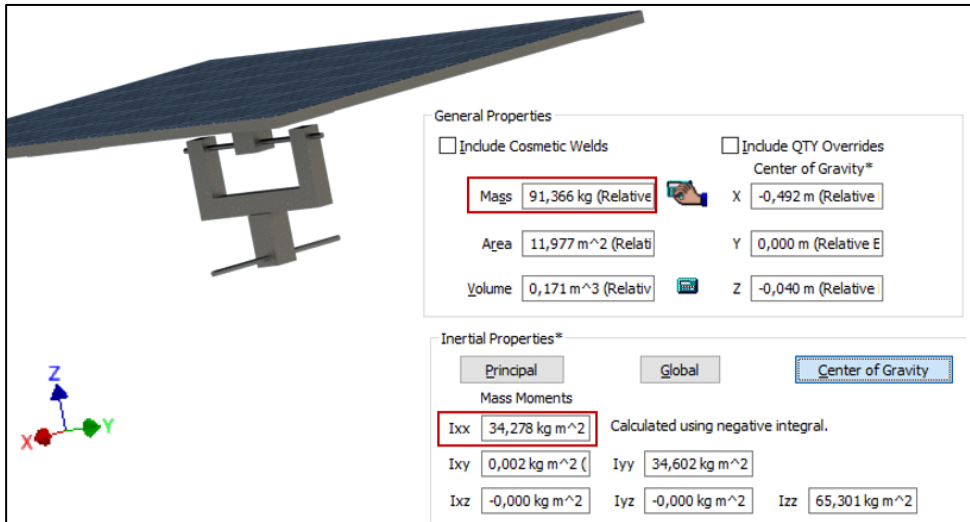 General Properties
Include Cosmetic Welds
Include QTY Overrides
Center of Gravity*
Mass 91,366 kg (Relative X -0,492 m (Relative
Area 11,977 m^2 (Relati Y 0,000 m (Relative E
Volume 0,171 m^3 (Relativ Z -0,040 m (Relative
Inertial Properties*
Principal Global Center of Gravity
Mass Moments
Ixx 34,278 kg m^2 Calculated using negative integral.
Ixy 0,002 kg m^2 ( Iyy 34,602 kg m^2
Ixz -0,000 kg m^2 Iyz -0,000 kg m^2 Izz 65,301 kg m^2
Z
X Y